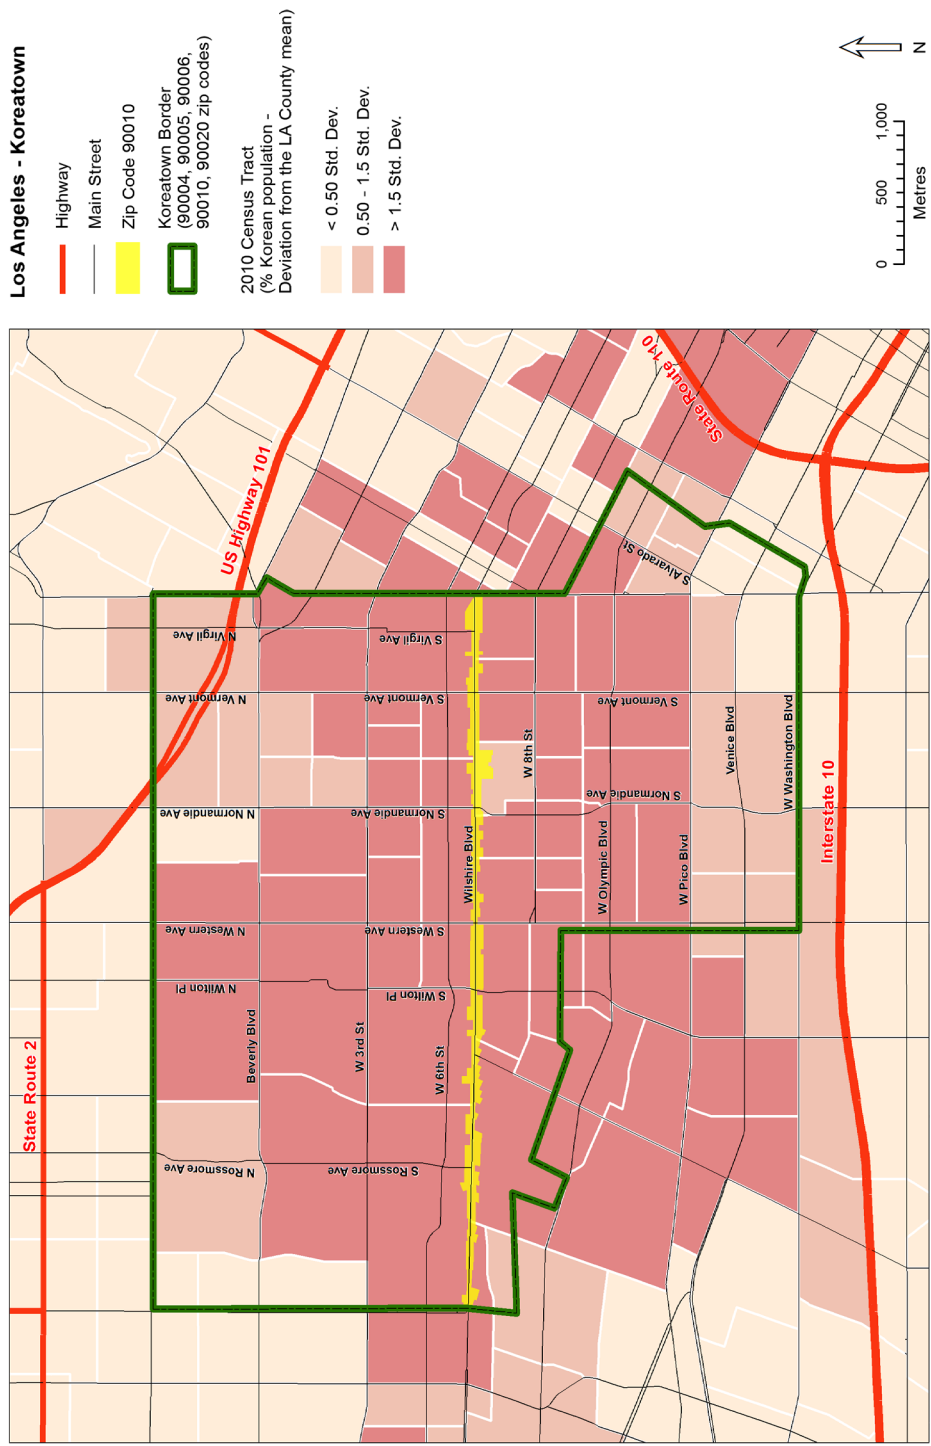 Los Angeles - Koreatown
Highway
Main Street
Zip Code 90010
Koreatown Border
(90004, 90005, 90006,
90010, 90020 zip codes)
2010 Census Tract
(% Korean population -
Deviation from the LA County mean)
< 0.50 Std. Dev.
0.50 - 1.5 Std. Dev.
> 1.5 Std. Dev.
N
0
500
1,000
Metres
State Route 2
US Highway 101
State Route 110
Interstate 10
N Rossmore Ave
S Rossmore Ave
N Wilton Pl
S Wilton Pl
N Western Ave
S Western Ave
N Normandie Ave
S Normandie Ave
S Normandie Ave
N Vermont Ave
S Vermont Ave
S Vermont Ave
N Virgil Ave
S Virgil Ave
S Alvarado St
Beverly Blvd
W 3rd St
W 6th St
Wilshire Blvd
W 8th St
W Olympic Blvd
W Pico Blvd
Venice Blvd
W Washington Blvd